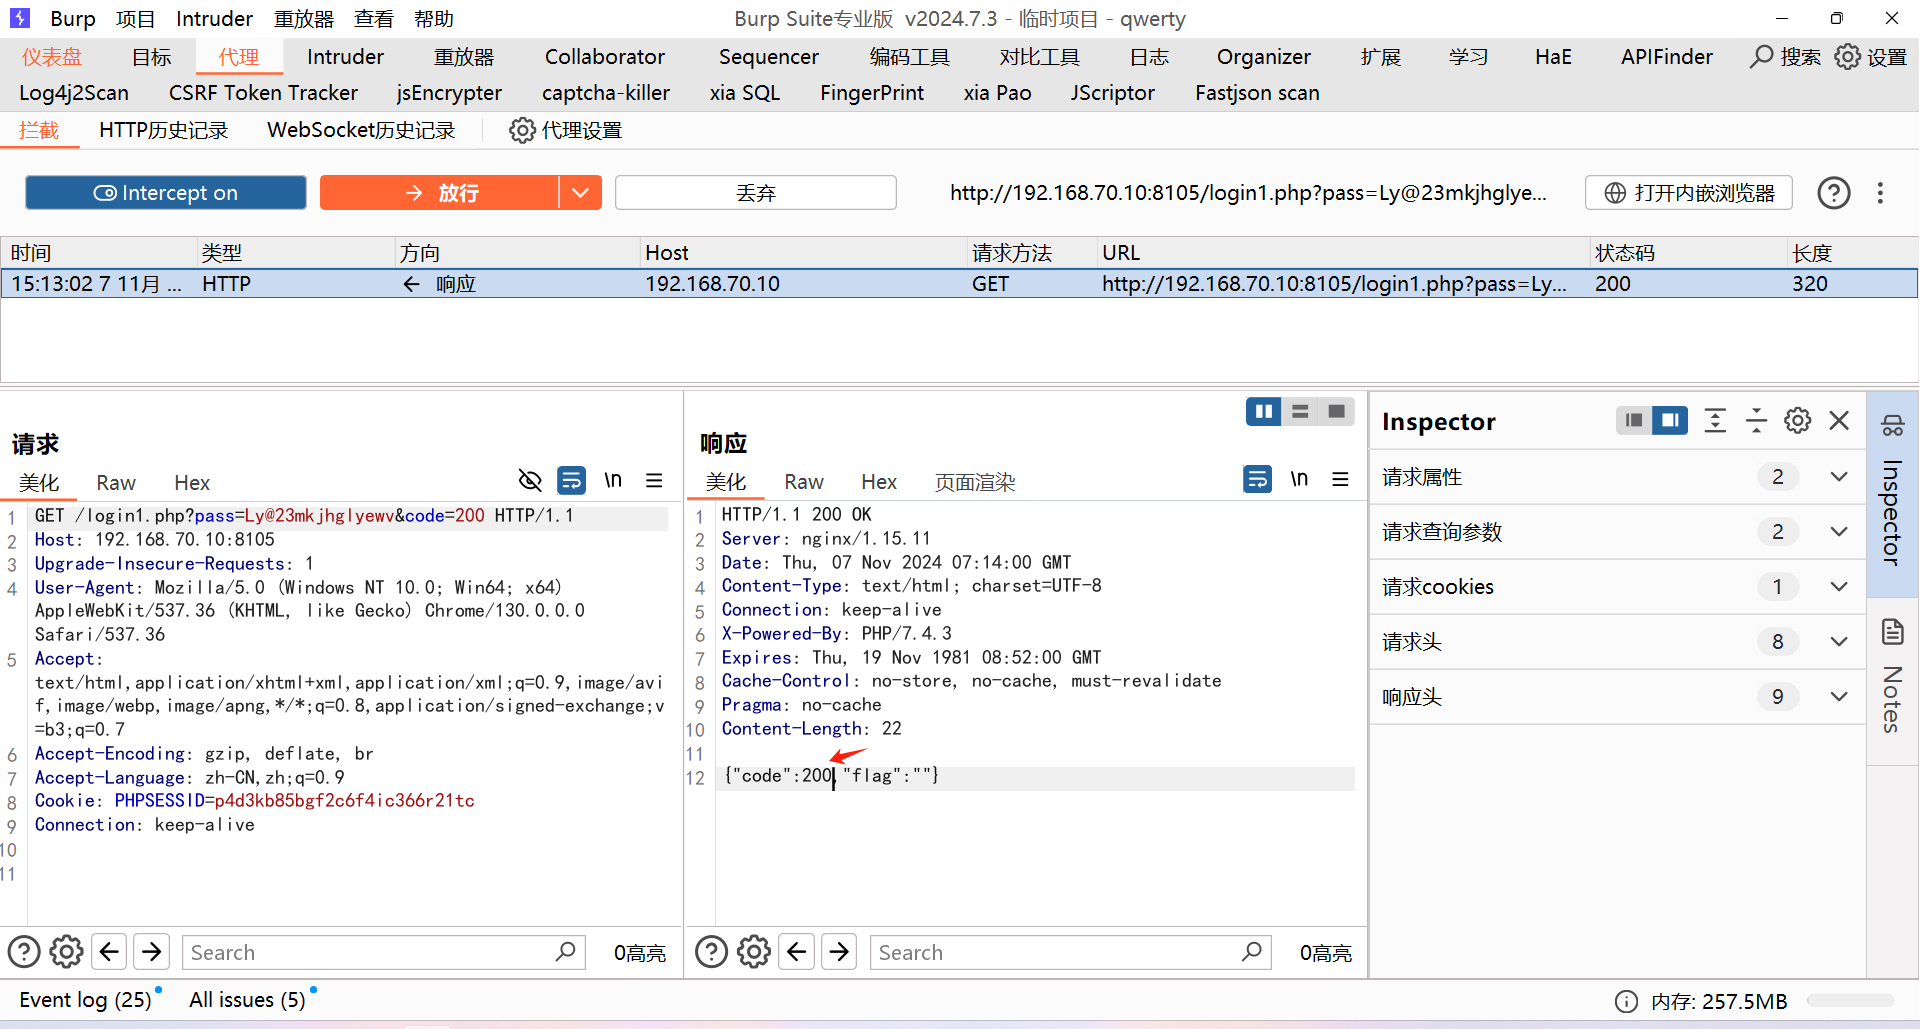 Burp 项目 Intruder 重放器 查看 帮助 Burp Suite专业版 v2024.7.3 - 临时项目 - qwerty
仪表盘 目标 代理 Intruder 重放器 Collaborator Sequencer 编码工具 对比工具 日志 Organizer 扩展 学习 HaE APIFinder 搜索 设置
Log4j2Scan CSRF Token Tracker jsEncrypter captcha-killer xia SQL FingerPrint xia Pao JScriptor Fastjson scan
拦截 HTTP历史记录 WebSocket历史记录 代理设置
Intercept on 放行 丢弃 http://192.168.70.10:8105/login1.php?pass=Ly@23mkjhglye... 打开内嵌浏览器
时间 类型 方向 Host 请求方法 URL 状态码 长度
15:13:02 7 11月 ... HTTP 响应 192.168.70.10 GET http://192.168.70.10:8105/login1.php?pass=Ly... 200 320
请求
美化 Raw Hex \n
1 GET /login1.php?pass=Ly@23mkjhglyewv&code=200 HTTP/1.1
2 Host: 192.168.70.10:8105
3 Upgrade-Insecure-Requests: 1
4 User-Agent: Mozilla/5.0 (Windows NT 10.0; Win64; x64)
AppleWebKit/537.36 (KHTML, like Gecko) Chrome/130.0.0.0
Safari/537.36
5 Accept:
text/html,application/xhtml+xml,application/xml;q=0.9,image/avi
f,image/webp,image/apng,*/*;q=0.8,application/signed-exchange;v
=b3;q=0.7
6 Accept-Encoding: gzip, deflate, br
7 Accept-Language: zh-CN,zh;q=0.9
8 Cookie: PHPSESSID=p4d3kb85bgf2c6f4ic366r21tc
9 Connection: keep-alive
10
11
Search 0高亮
响应
美化 Raw Hex 页面渲染 \n
1 HTTP/1.1 200 OK
2 Server: nginx/1.15.11
3 Date: Thu, 07 Nov 2024 07:14:00 GMT
4 Content-Type: text/html; charset=UTF-8
5 Connection: keep-alive
6 X-Powered-By: PHP/7.4.3
7 Expires: Thu, 19 Nov 1981 08:52:00 GMT
8 Cache-Control: no-store, no-cache, must-revalidate
9 Pragma: no-cache
10 Content-Length: 22
11
12 {"code":200,"flag":""}
Search 0高亮
Inspector
请求属性 2
请求查询参数 2
请求cookies 1
请求头 8
响应头 9
Inspector
Notes
Event log (25) All issues (5) 内存: 257.5MB